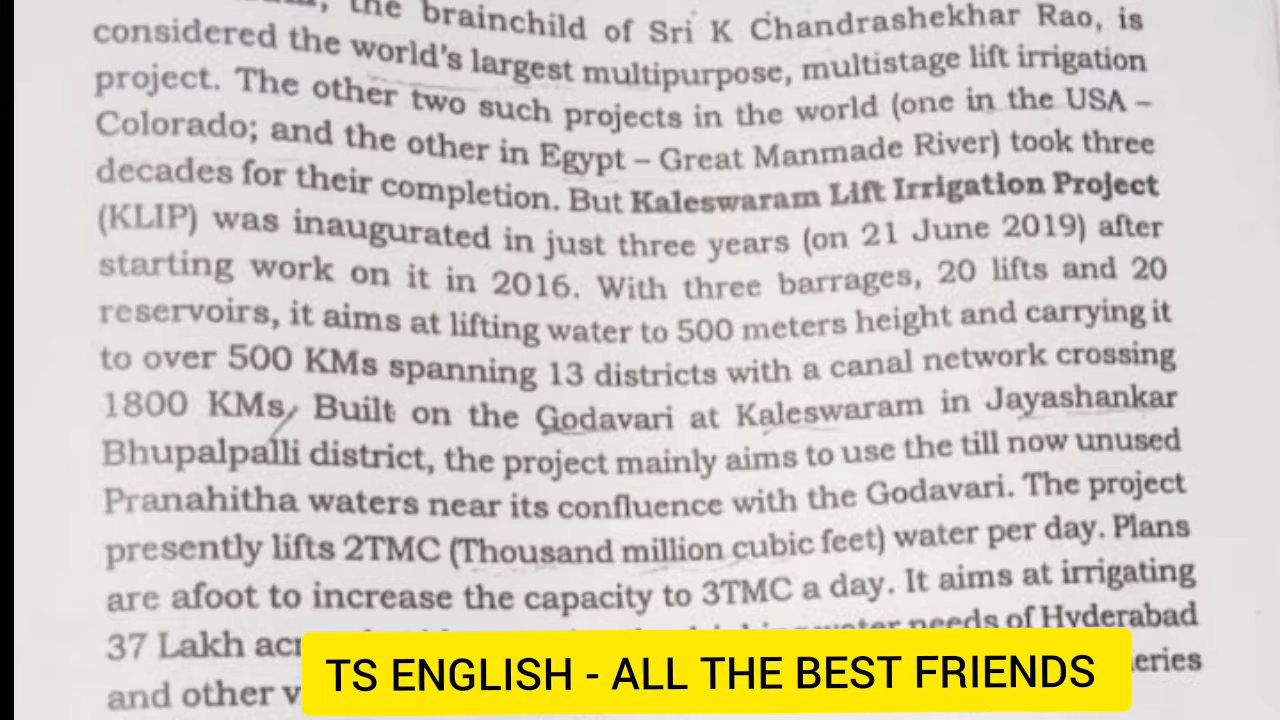 the brainchild of Sri K Chandrashekhar Rao, is
considered the world's largest multipurpose, multistage lift irrigation
project. The other two such projects in the world (one in the USA –
Colorado; and the other in Egypt – Great Manmade River) took three
decades for their completion. But Kaleswaram Lift Irrigation Project
(KLIP) was inaugurated in just three years (on 21 June 2019) after
starting work on it in 2016. With three barrages, 20 lifts and 20
reservoirs, it aims at lifting water to 500 meters height and carrying it
to over 500 KMs spanning 13 districts with a canal network crossing
1800 KMs. Built on the Godavari at Kaleswaram in Jayashankar
Bhupalpalli district, the project mainly aims to use the till now unused
Pranahitha waters near its confluence with the Godavari. The project
presently lifts 2TMC (Thousand million cubic feet) water per day. Plans
are afoot to increase the capacity to 3TMC a day. It aims at irrigating
37 Lakh water needs of Hyderabad
and other
TS ENGLISH - ALL THE BEST FRIENDS